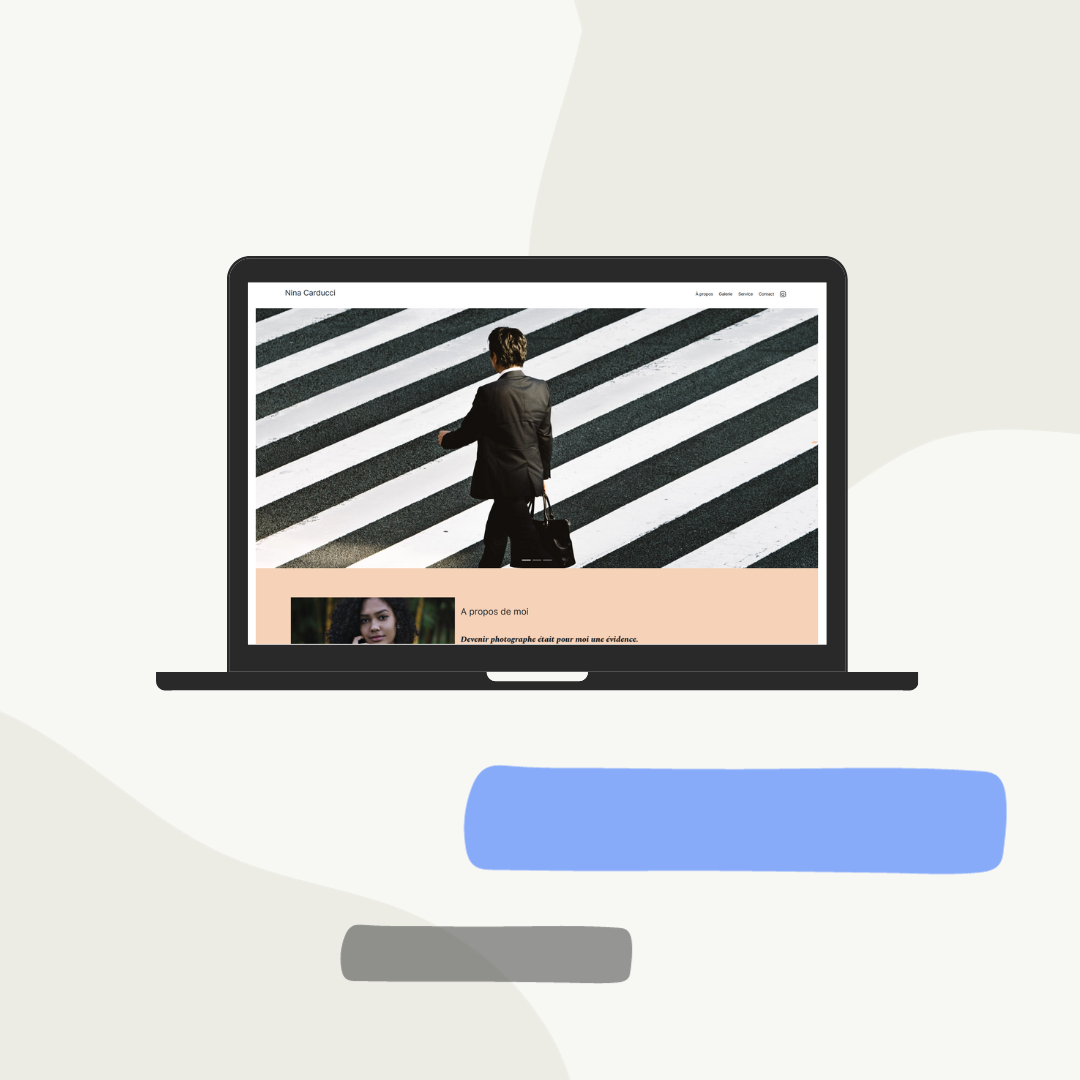 Nina Carducci
À propos Galerie Service Contact
A propos de moi
Devenir photographe était pour moi une évidence.